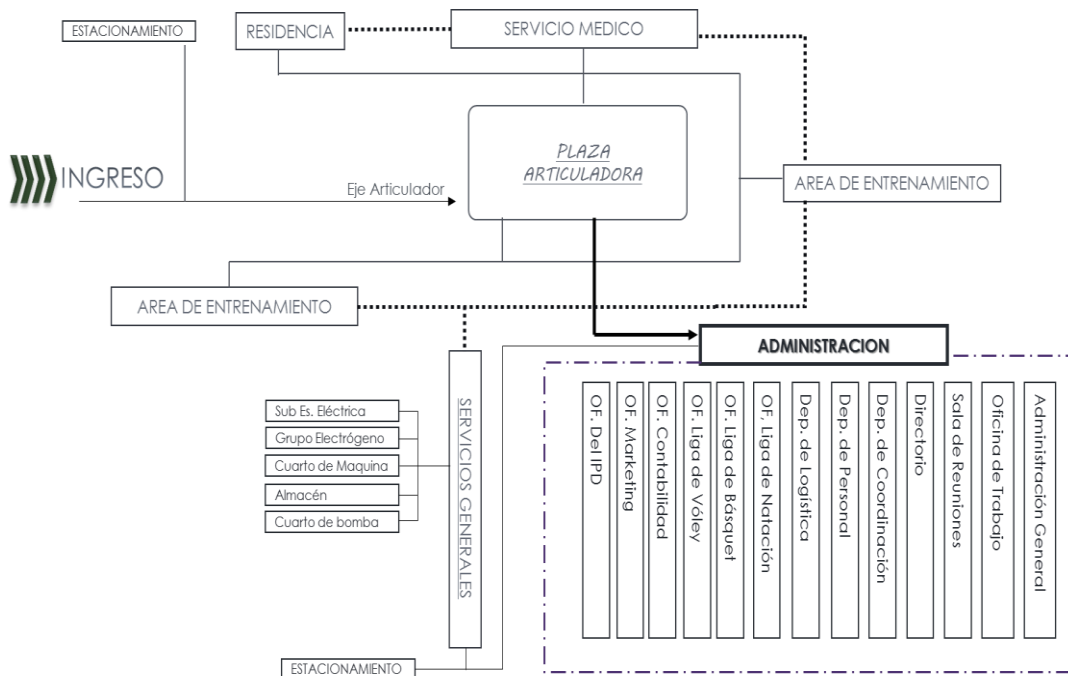 ESTACIONAMIENTO
RESIDENCIA
SERVICIO MEDICO
PLAZA
ARTICULADORA
INGRESO
Eje Articulador
AREA DE ENTRENAMIENTO
AREA DE ENTRENAMIENTO
ADMINISTRACION
Sub Es. Eléctrica
Grupo Electrógeno
Cuarto de Maquina
Almacén
Cuarto de bomba
SERVICIOS GENERALES
ESTACIONAMIENTO
OF. Del IPD
OF. Marketing
OF. Contabilidad
OF. Liga de Vóley
OF. Liga de Básquet
OF, Liga de Natación
Dep. de Logística
Dep. de Personal
Dep. de Coordinación
Directorio
Sala de Reuniones
Oficina de Trabajo
Administración General